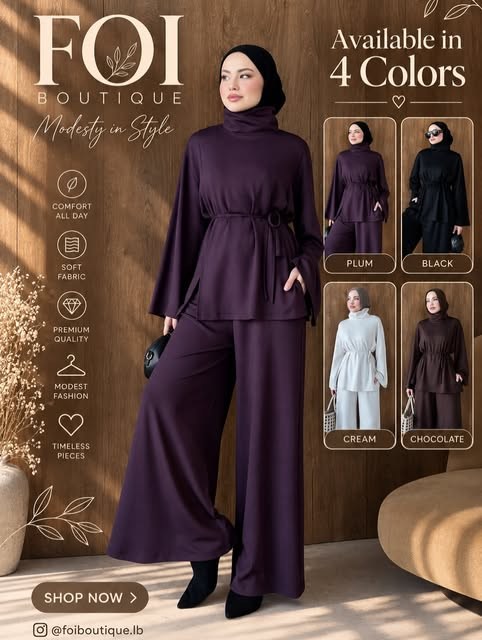 FOI
BOUTIQUE
Modesty in Style
COMFORT
ALL DAY
SOFT
FABRIC
PREMIUM
QUALITY
MODEST
FASHION
TIMELESS
PIECES
Available in
4 Colors
PLUM
BLACK
CREAM
CHOCOLATE
SHOP NOW >
@foiboutique.lb